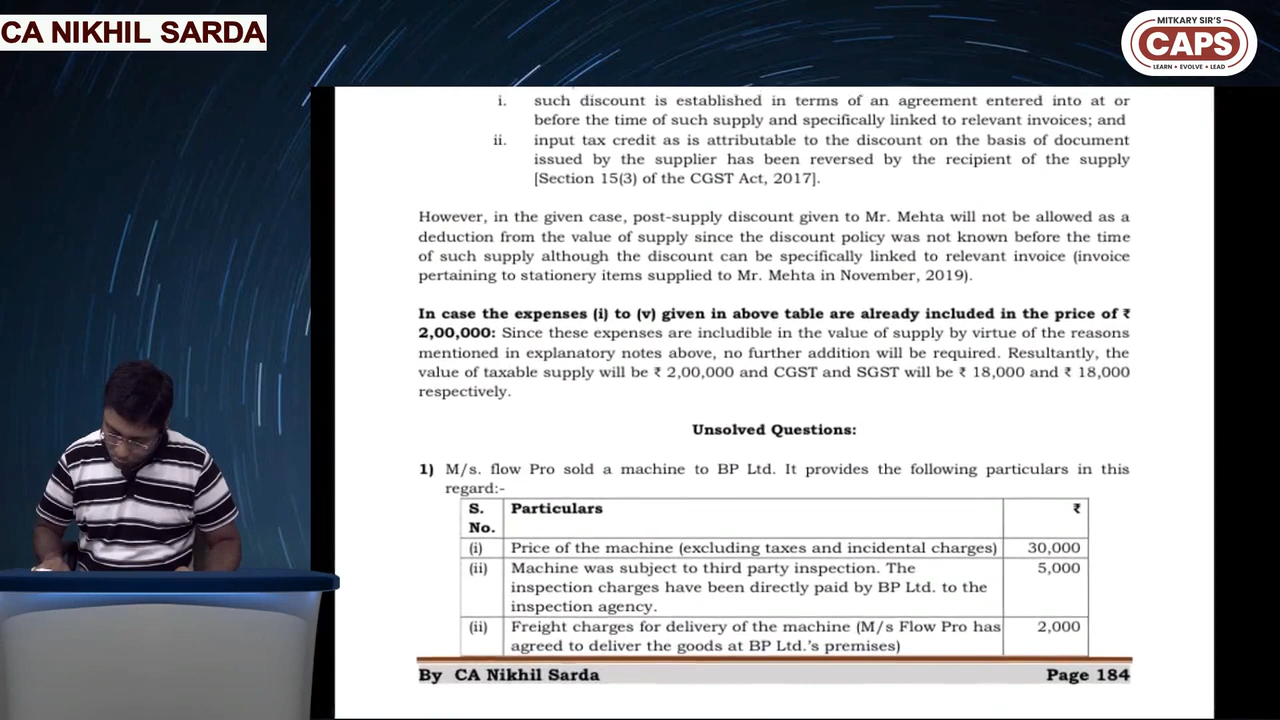 CA NIKHIL SARDA
MITKARY SIR'S
CAPS
LEARN • EVOLVE • LEAD
i. such discount is established in terms of an agreement entered into at or
before the time of such supply and specifically linked to relevant invoices; and
ii. input tax credit as is attributable to the discount on the basis of document
issued by the supplier has been reversed by the recipient of the supply
[Section 15(3) of the CGST Act, 2017].
However, in the given case, post-supply discount given to Mr. Mehta will not be allowed as a
deduction from the value of supply since the discount policy was not known before the time
of such supply although the discount can be specifically linked to relevant invoice (invoice
pertaining to stationery items supplied to Mr. Mehta in November, 2019).
In case the expenses (i) to (v) given in above table are already included in the price of ₹
2,00,000: Since these expenses are includible in the value of supply by virtue of the reasons
mentioned in explanatory notes above, no further addition will be required. Resultantly, the
value of taxable supply will be ₹ 2,00,000 and CGST and SGST will be ₹ 18,000 and ₹ 18,000
respectively.
Unsolved Questions:
1) M/s. flow Pro sold a machine to BP Ltd. It provides the following particulars in this
regard:-
S. Particulars ₹
No.
(i) Price of the machine (excluding taxes and incidental charges) 30,000
(ii) Machine was subject to third party inspection. The 5,000
inspection charges have been directly paid by BP Ltd. to the
inspection agency.
(ii) Freight charges for delivery of the machine (M/s Flow Pro has 2,000
agreed to deliver the goods at BP Ltd.'s premises)
By CA Nikhil Sarda Page 184